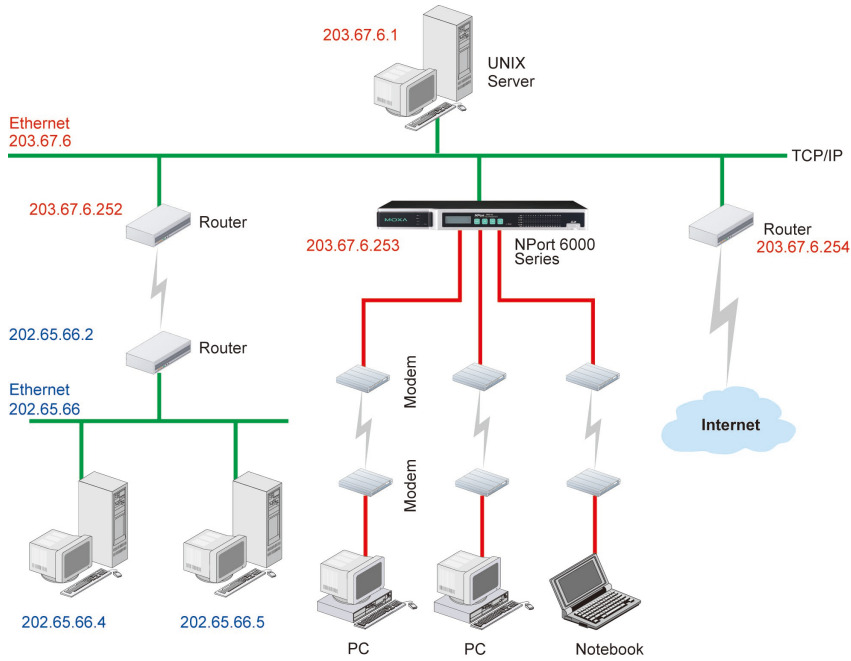 203.67.6.1
UNIX
Server
Ethernet
203.67.6
TCP/IP
203.67.6.252
Router
MOXA
NPort
203.67.6.253
NPort 6000
Series
Router
203.67.6.254
202.65.66.2
Router
Ethernet
202.65.66
Modem
Internet
Modem
202.65.66.4
202.65.66.5
PC
PC
Notebook